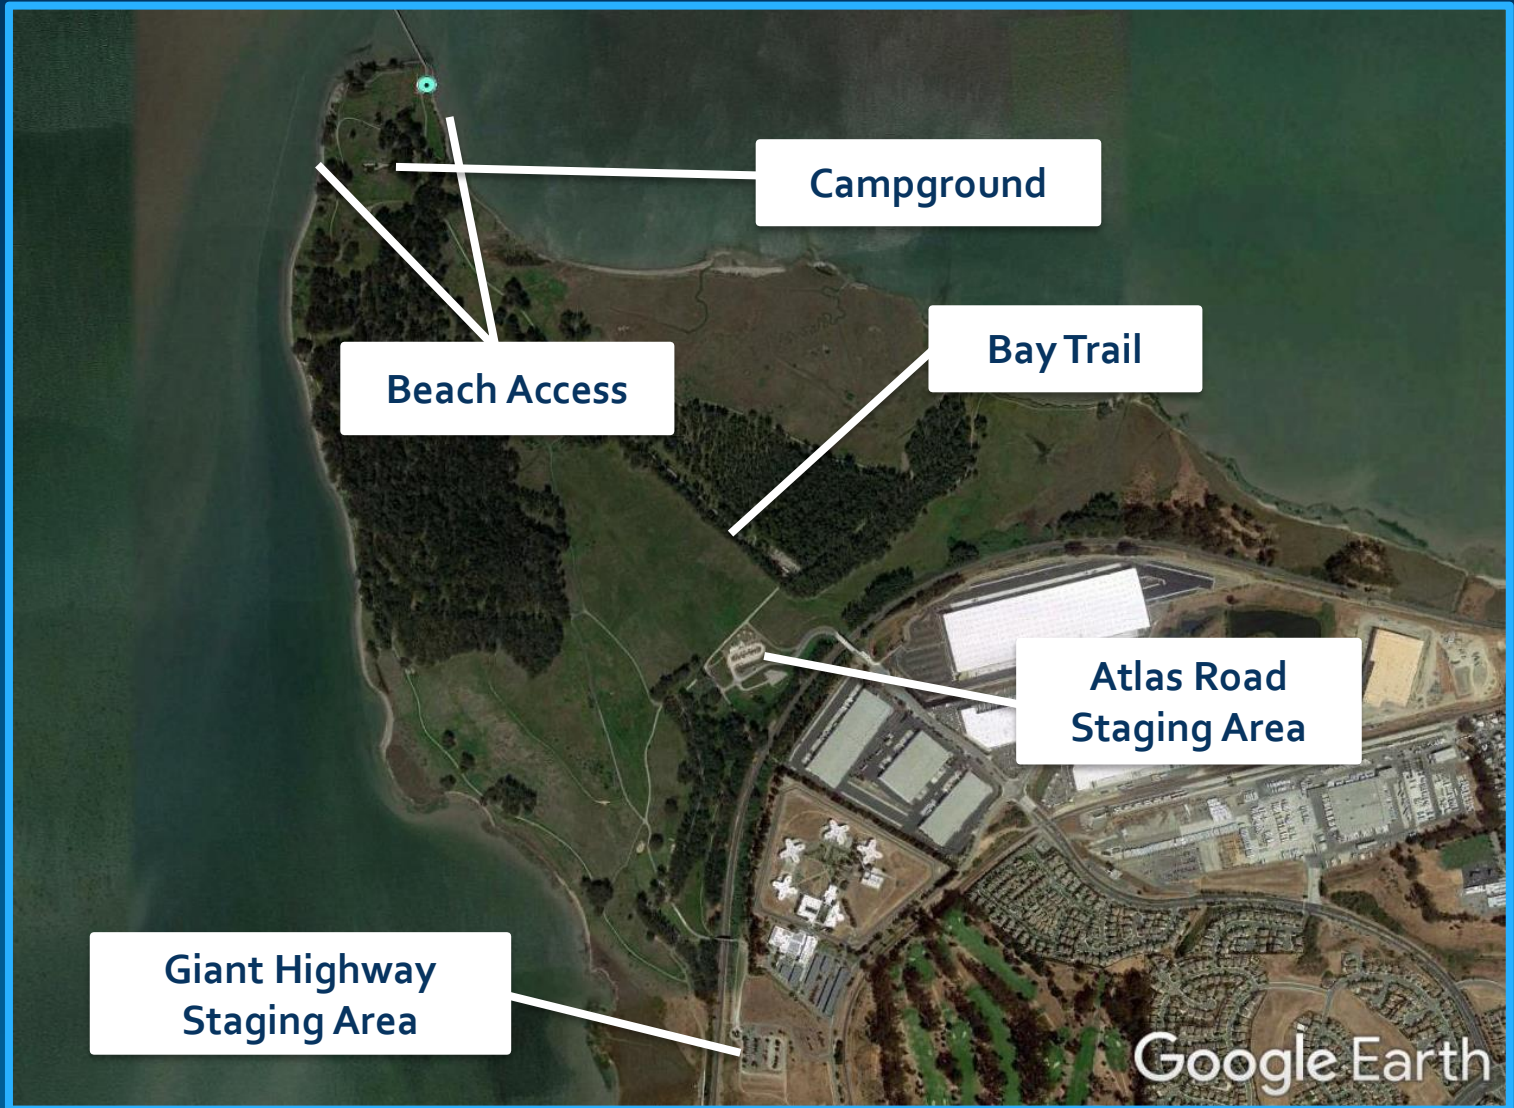 Campground
Bay Trail
Beach Access
Atlas Road
Staging Area
Giant Highway
Staging Area
Google Earth